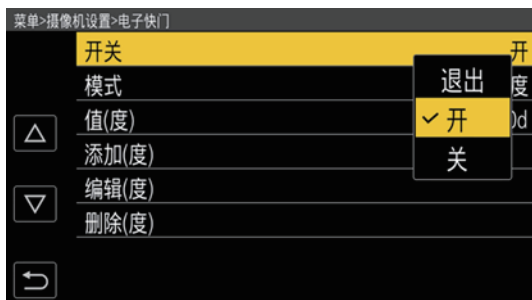 菜单>摄像机设置>电子快门
开关 开
模式 度
值(度) 0d
添加(度)
编辑(度)
删除(度)
退出
开
关